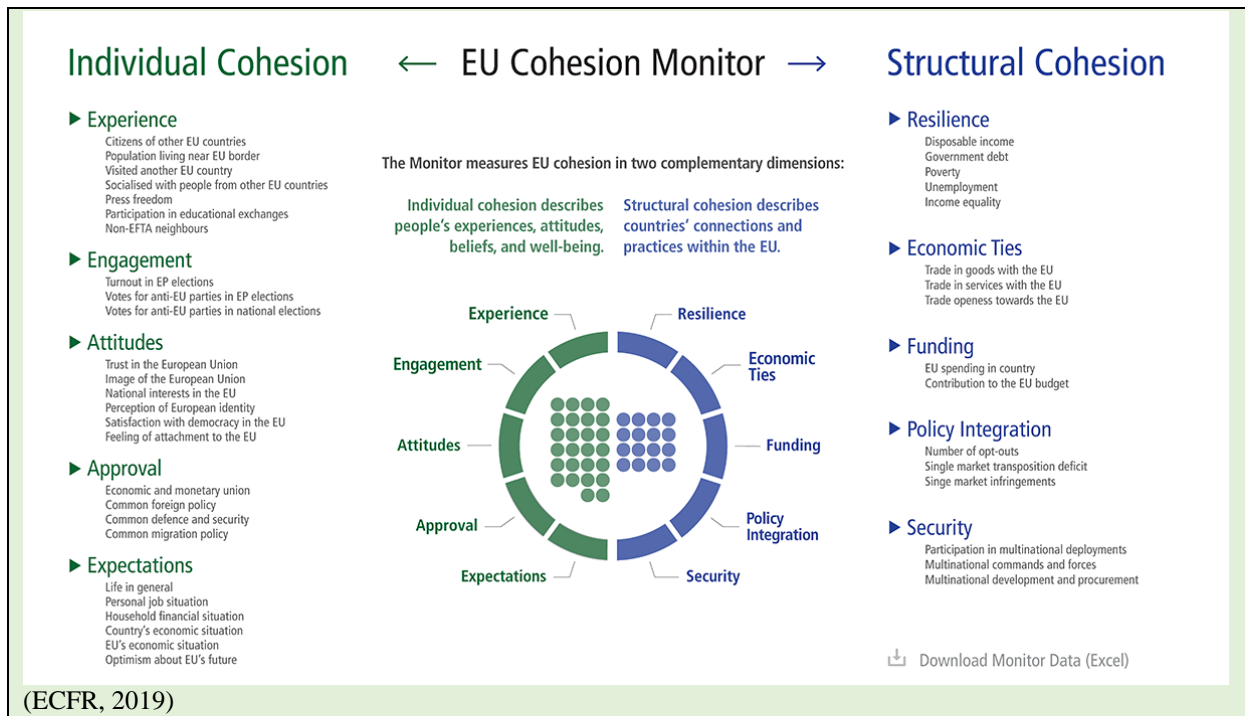 Individual Cohesion ← EU Cohesion Monitor → Structural Cohesion
▶ Experience
Citizens of other EU countries
Population living near EU border
Visited another EU country
Socialised with people from other EU countries
Press freedom
Participation in educational exchanges
Non-EFTA neighbours
▶ Engagement
Turnout in EP elections
Votes for anti-EU parties in EP elections
Votes for anti-EU parties in national elections
▶ Attitudes
Trust in the European Union
Image of the European Union
National interests in the EU
Perception of European identity
Satisfaction with democracy in the EU
Feeling of attachment to the EU
▶ Approval
Economic and monetary union
Common foreign policy
Common defence and security
Common migration policy
▶ Expectations
Life in general
Personal job situation
Household financial situation
Country's economic situation
EU's economic situation
Optimism about EU's future
The Monitor measures EU cohesion in two complementary dimensions:
Individual cohesion describes
people's experiences, attitudes,
beliefs, and well-being.
Structural cohesion describes
countries' connections and
practices within the EU.
Experience
Engagement
Attitudes
Approval
Expectations
Resilience
Economic
Ties
Funding
Policy
Integration
Security
▶ Resilience
Disposable income
Government debt
Poverty
Unemployment
Income equality
▶ Economic Ties
Trade in goods with the EU
Trade in services with the EU
Trade openness towards the EU
▶ Funding
EU spending in country
Contribution to the EU budget
▶ Policy Integration
Number of opt-outs
Single market transposition deficit
Singe market infringements
▶ Security
Participation in multinational deployments
Multinational commands and forces
Multinational development and procurement
Download Monitor Data (Excel)
(ECFR, 2019)